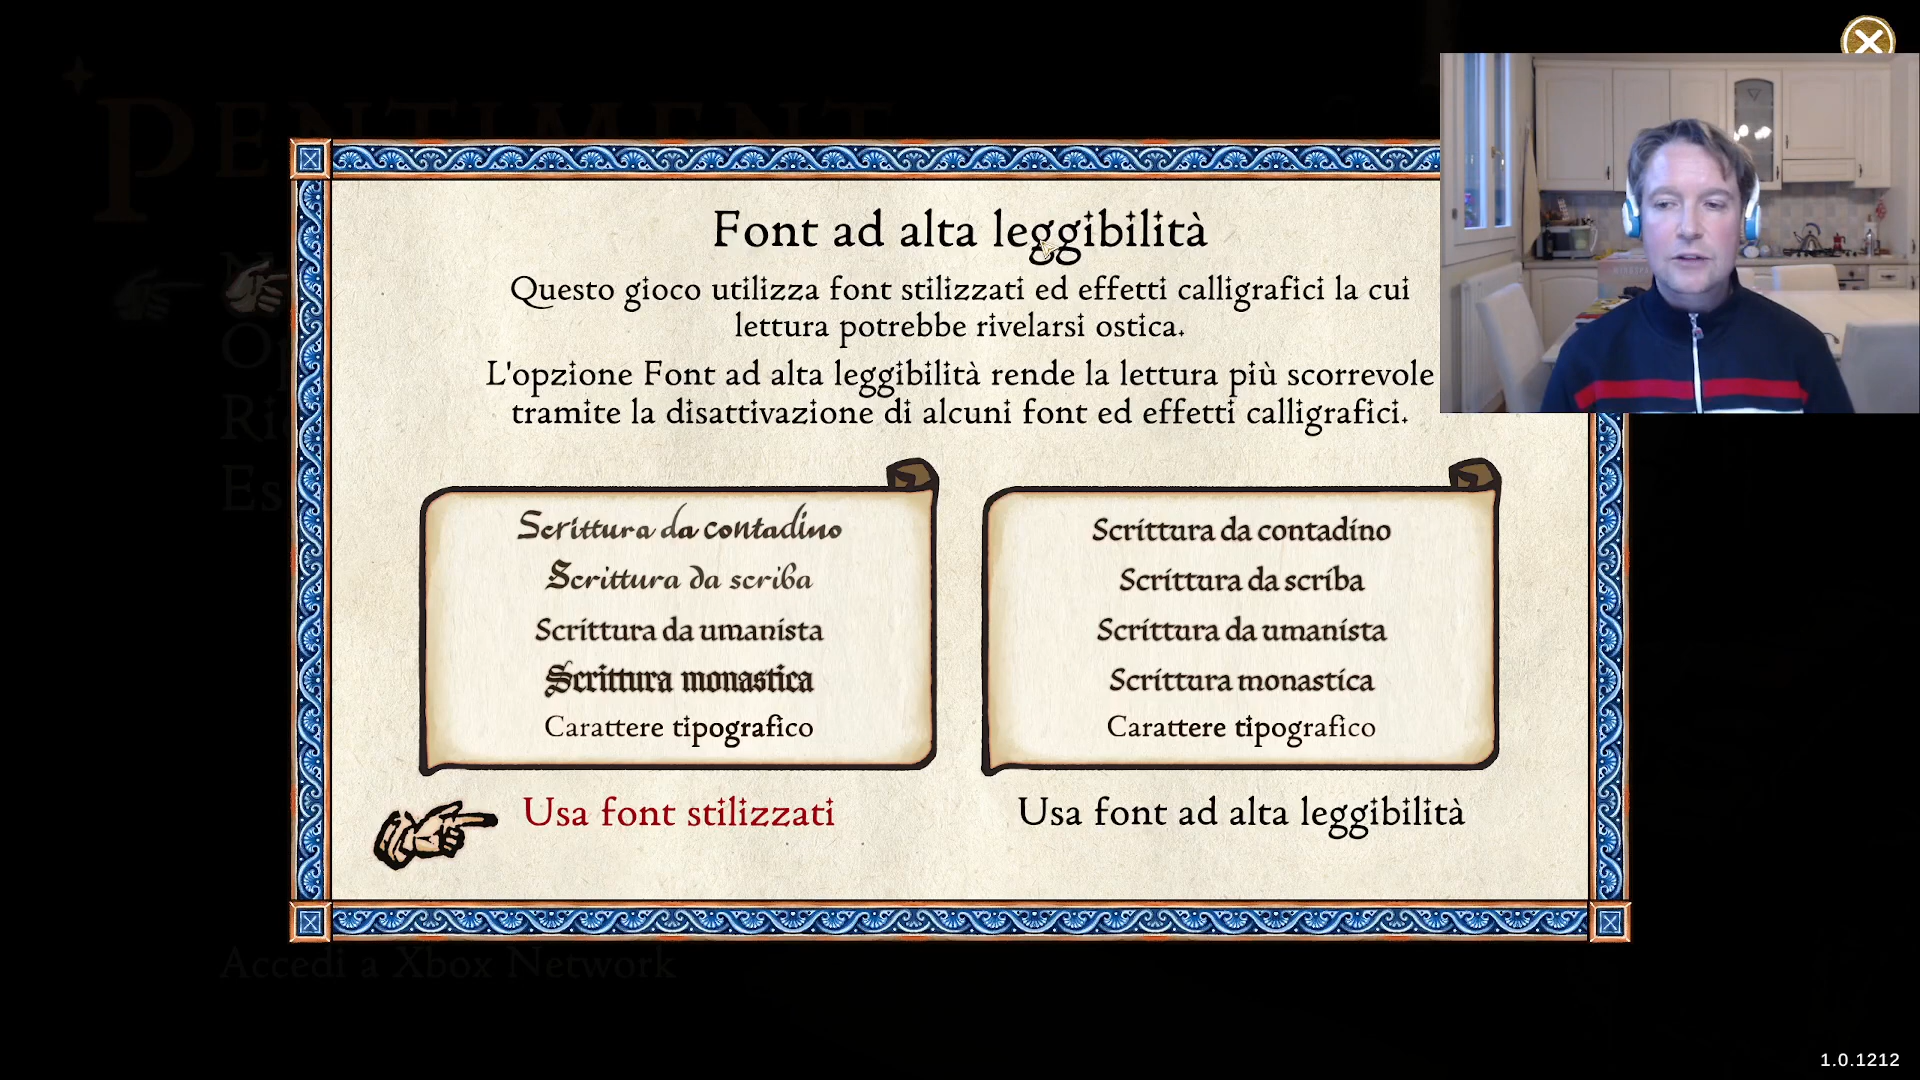 PENTIMENT
Font ad alta leggibilità
Questo gioco utilizza font stilizzati ed effetti calligrafici la cui
lettura potrebbe rivelarsi ostica.
L'opzione Font ad alta leggibilità rende la lettura più scorrevole
tramite la disattivazione di alcuni font ed effetti calligrafici.
Scrittura da contadino
Scrittura da scriba
Scrittura da umanista
Scrittura monastica
Carattere tipografico
Usa font stilizzati
Scrittura da contadino
Scrittura da scriba
Scrittura da umanista
Scrittura monastica
Carattere tipografico
Usa font ad alta leggibilità
Accedi a Xbox Network
1.0.1212